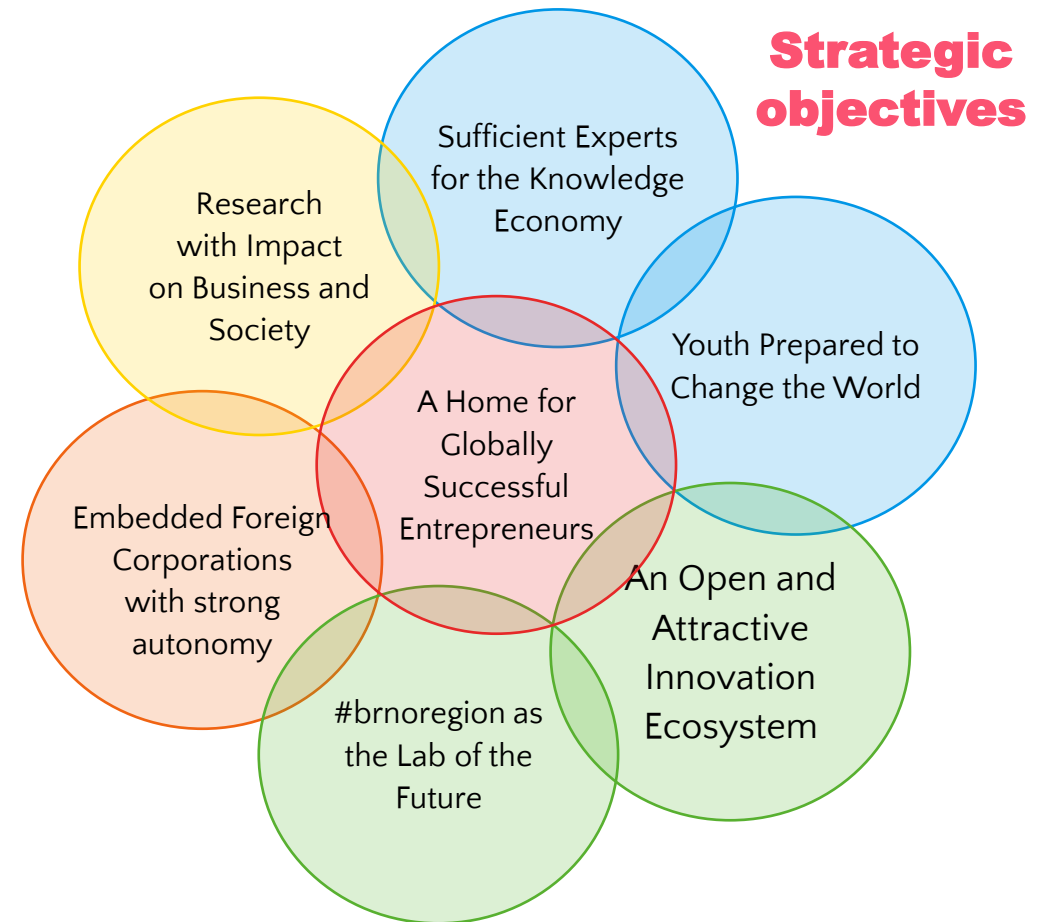 Strategic
objectives
Sufficient Experts
for the Knowledge
Economy
Research
with Impact
on Business and
Society
Youth Prepared to
Change the World
A Home for
Globally
Successful
Entrepreneurs
Embedded Foreign
Corporations
with strong
autonomy
An Open and
Attractive
Innovation
Ecosystem
#brnoregion as
the Lab of the
Future